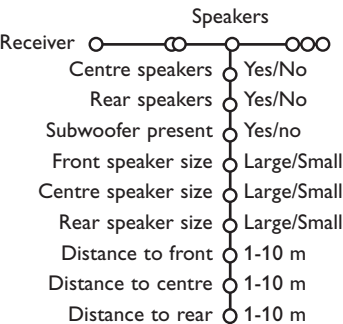 Speakers
Receiver
Centre speakers Yes/No
Rear speakers Yes/No
Subwoofer present Yes/no
Front speaker size Large/Small
Centre speaker size Large/Small
Rear speaker size Large/Small
Distance to front 1-10 m
Distance to centre 1-10 m
Distance to rear 1-10 m